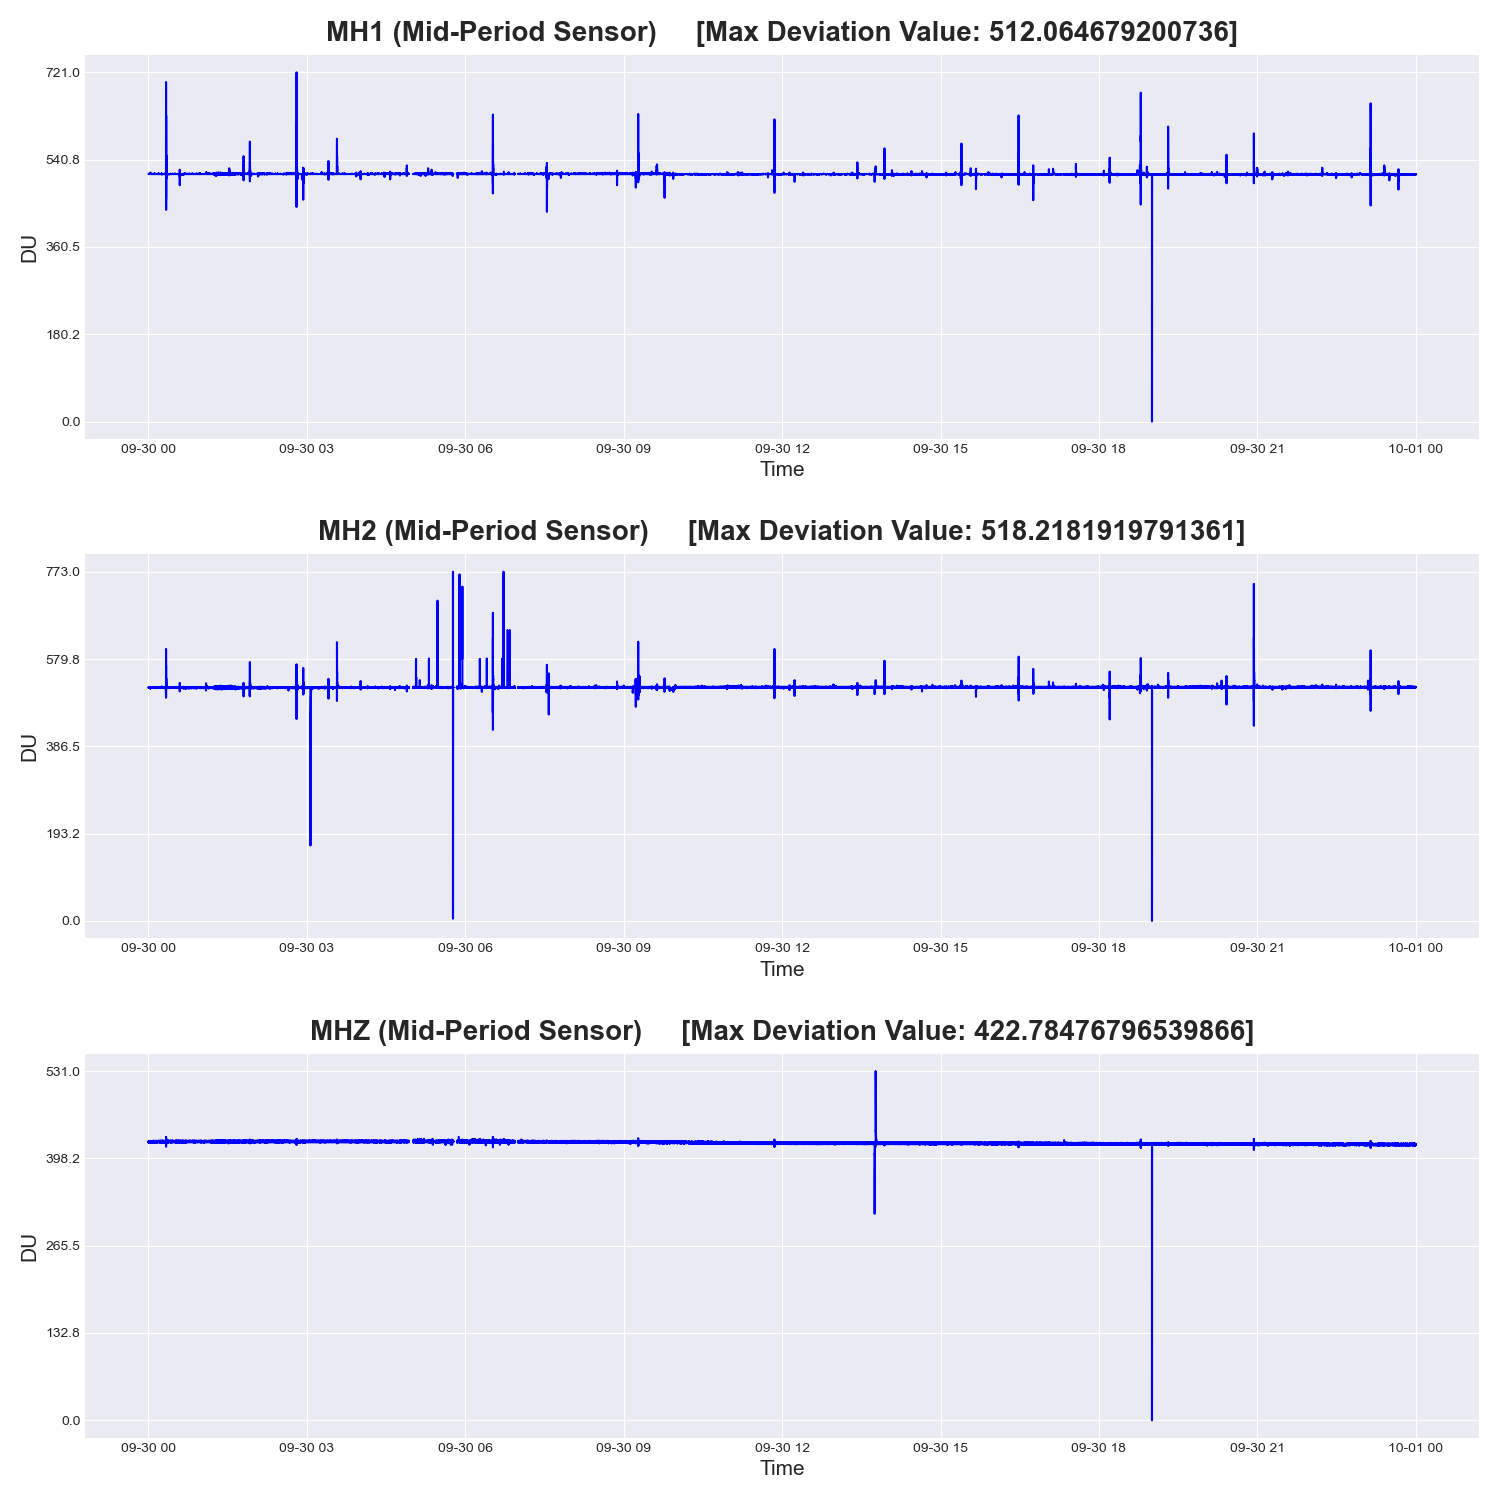 MH1 (Mid-Period Sensor) [Max Deviation Value: 512.064679200736]
721.0
540.8
360.5
180.2
0.0
DU
09-30 00 09-30 03 09-30 06 09-30 09 09-30 12 09-30 15 09-30 18 09-30 21 10-01 00
Time
MH2 (Mid-Period Sensor) [Max Deviation Value: 518.2181919791361]
773.0
579.8
386.5
193.2
0.0
DU
09-30 00 09-30 03 09-30 06 09-30 09 09-30 12 09-30 15 09-30 18 09-30 21 10-01 00
Time
MHZ (Mid-Period Sensor) [Max Deviation Value: 422.78476796539866]
531.0
398.2
265.5
132.8
0.0
DU
09-30 00 09-30 03 09-30 06 09-30 09 09-30 12 09-30 15 09-30 18 09-30 21 10-01 00
Time